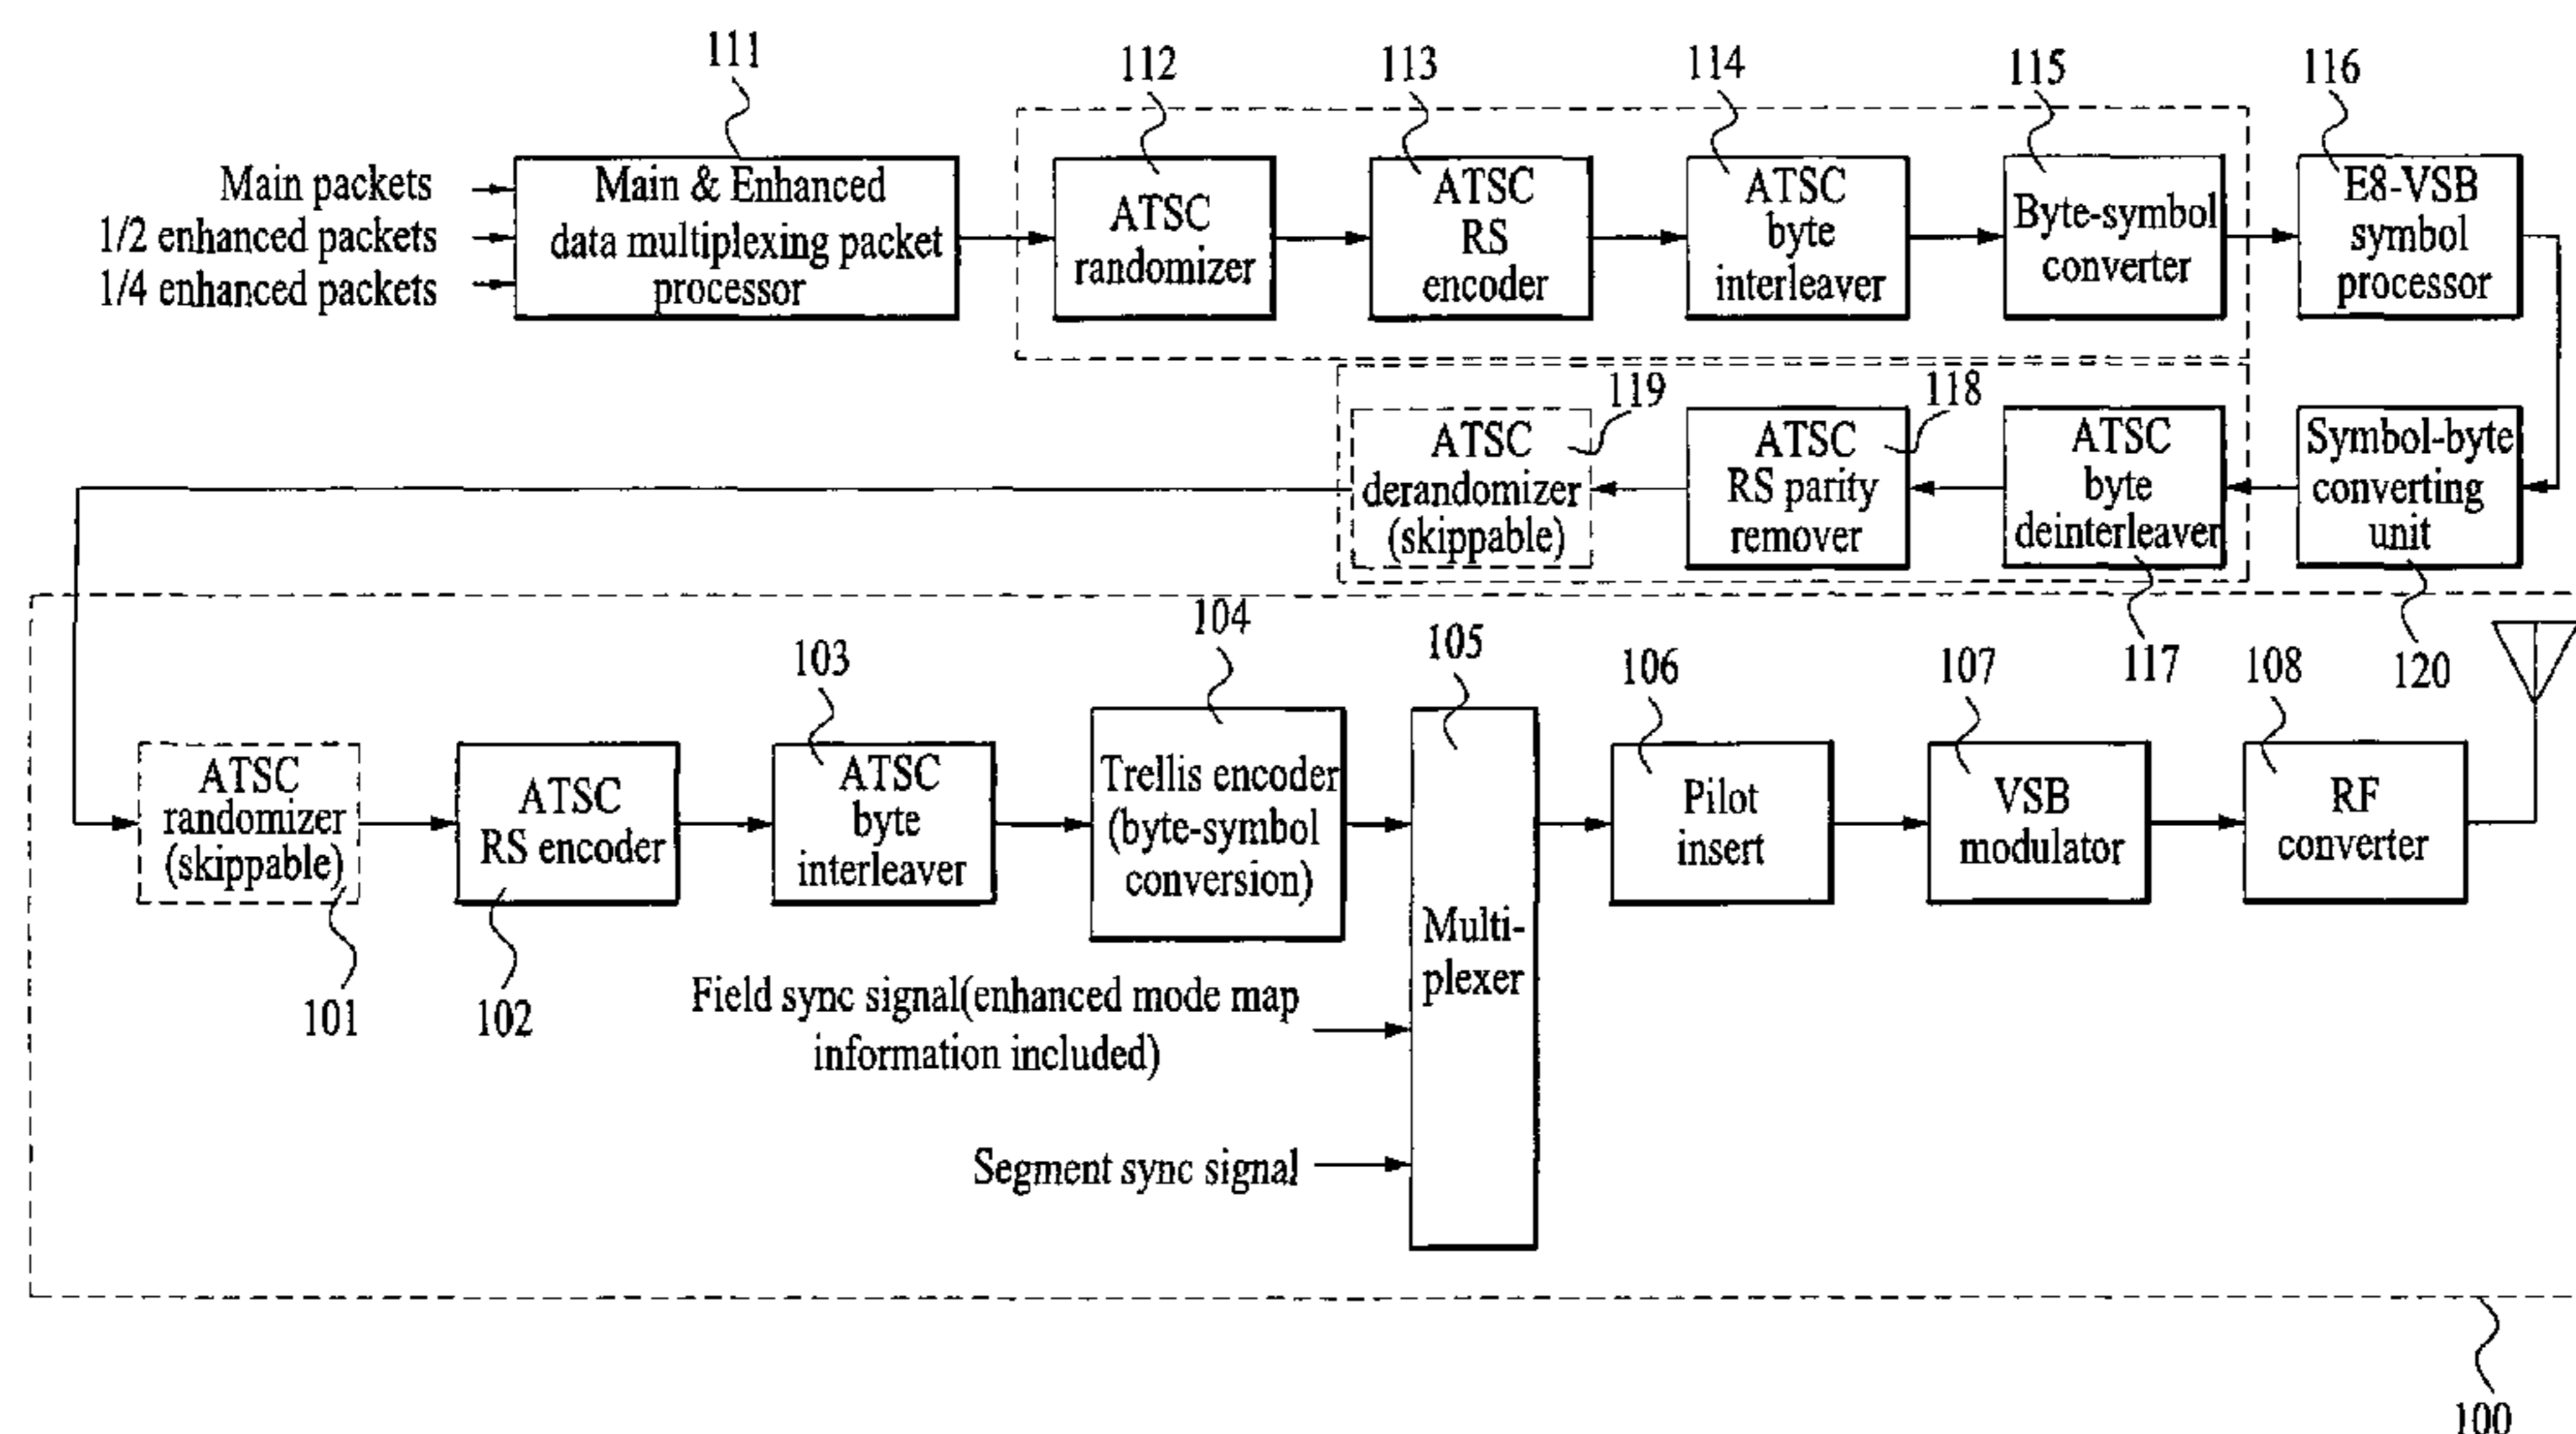 111
112
113
114
115
116
Main packets
1/2 enhanced packets
1/4 enhanced packets
Main & Enhanced
data multiplexing packet
processor
ATSC
randomizer
ATSC
RS
encoder
ATSC
byte
interleaver
Byte-symbol
converter
E8-VSB
symbol
processor
119
118
ATSC
derandomizer
(skippable)
ATSC
RS parity
remover
ATSC
byte
deinterleaver
Symbol-byte
converting
unit
117
120
103
104
105
106
107
108
ATSC
randomizer
(skippable)
ATSC
RS encoder
ATSC
byte
interleaver
Trellis encoder
(byte-symbol
conversion)
Multi-
plexer
Pilot
insert
VSB
modulator
RF
converter
101
102
Field sync signal(enhanced mode map
information included)
Segment sync signal
100